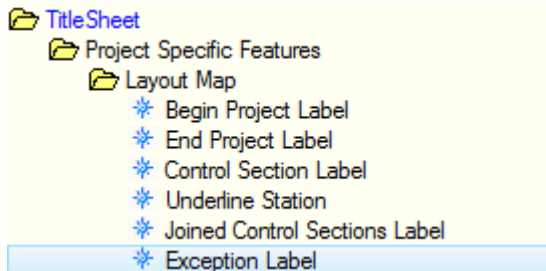 TitleSheet
Project Specific Features
Layout Map
Begin Project Label
End Project Label
Control Section Label
Underline Station
Joined Control Sections Label
Exception Label